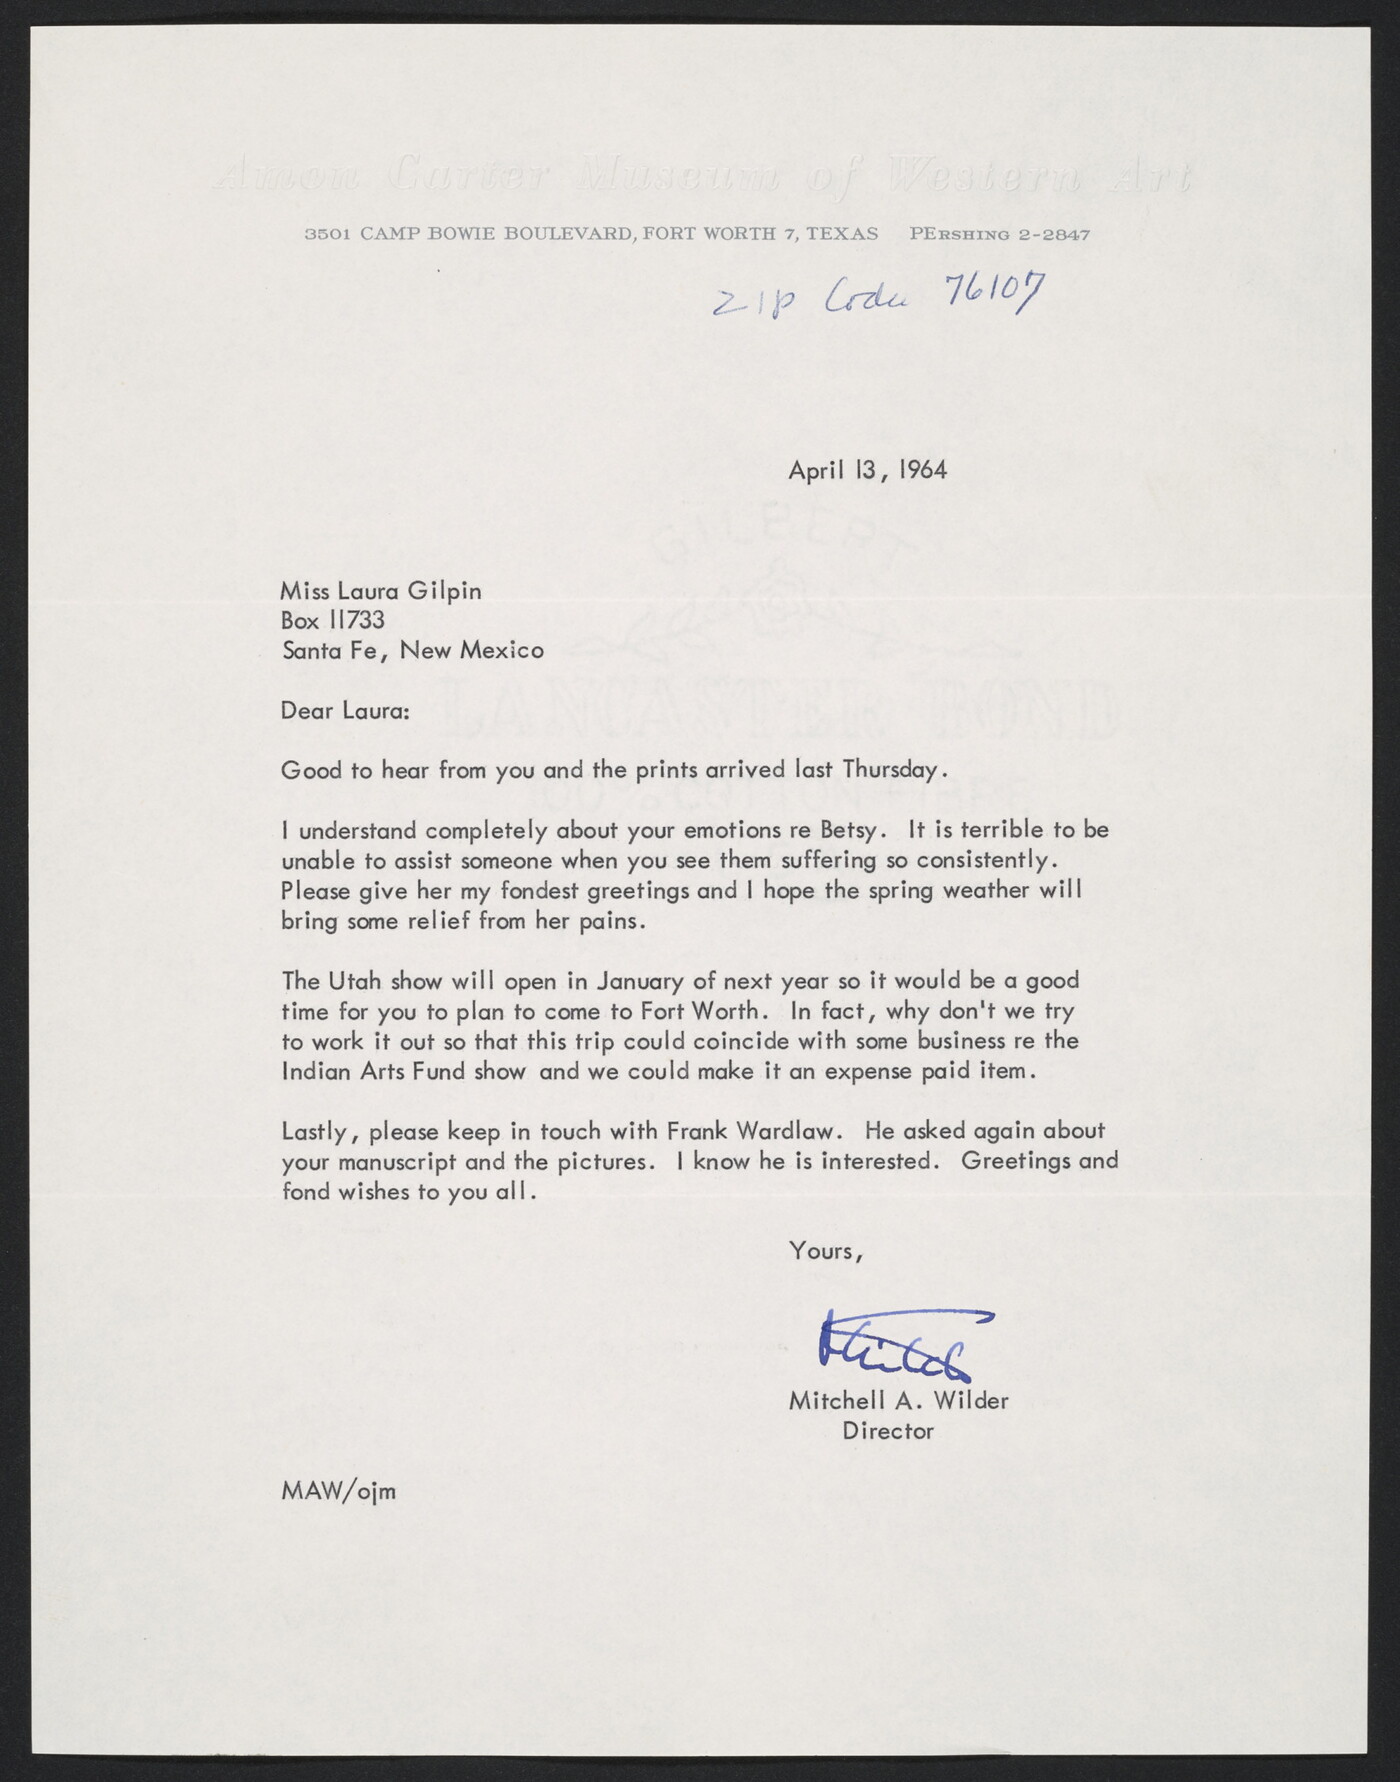 Amon Carter Museum of Western Art
3501 CAMP BOWIE BOULEVARD, FORT WORTH 7, TEXAS PERSHING 2-2847
Zip Code 76107
April 13, 1964
GILBERT
Miss Laura Gilpin
Box 11733
Santa Fe, New Mexico
LANCASTER BOND
Dear Laura:
Good to hear from you and the prints arrived last Thursday.
100% COTTON FIBRE
I understand completely about your emotions re Betsy. It is terrible to be
unable to assist someone when you see them suffering so consistently.
Please give her my fondest greetings and I hope the spring weather will
bring some relief from her pains.
The Utah show will open in January of next year so it would be a good
time for you to plan to come to Fort Worth. In fact, why don't we try
to work it out so that this trip could coincide with some business re the
Indian Arts Fund show and we could make it an expense paid item.
Lastly, please keep in touch with Frank Wardlaw. He asked again about
your manuscript and the pictures. I know he is interested. Greetings and
fond wishes to you all.
Yours,
Mitch
Mitchell A. Wilder
Director
MAW/ojm